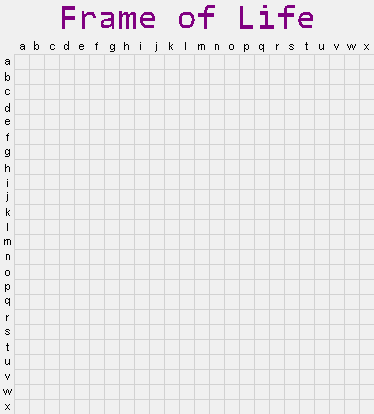 Frame of Life
a b c d e f g h i j k l m n o p q r s t u v w x
a
b
c
d
e
f
g
h
i
j
k
l
m
n
o
p
q
r
s
t
u
v
w
x